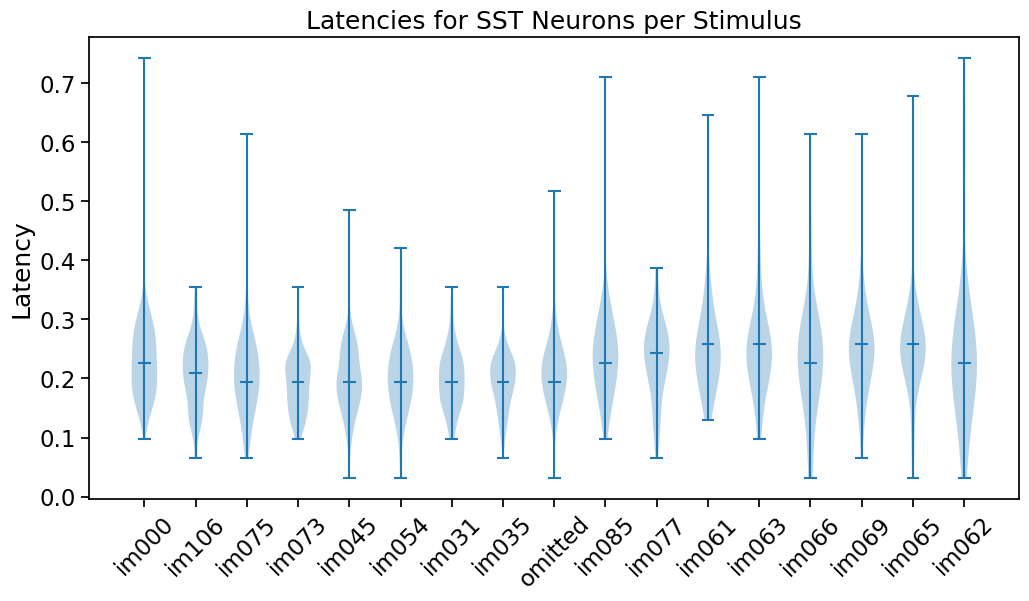 Latencies for SST Neurons per Stimulus
Latency
0.7
0.6
0.5
0.4
0.3
0.2
0.1
0.0
im000
im106
im075
im073
im045
im054
im031
im035
omitted
im085
im077
im061
im063
im066
im069
im065
im062